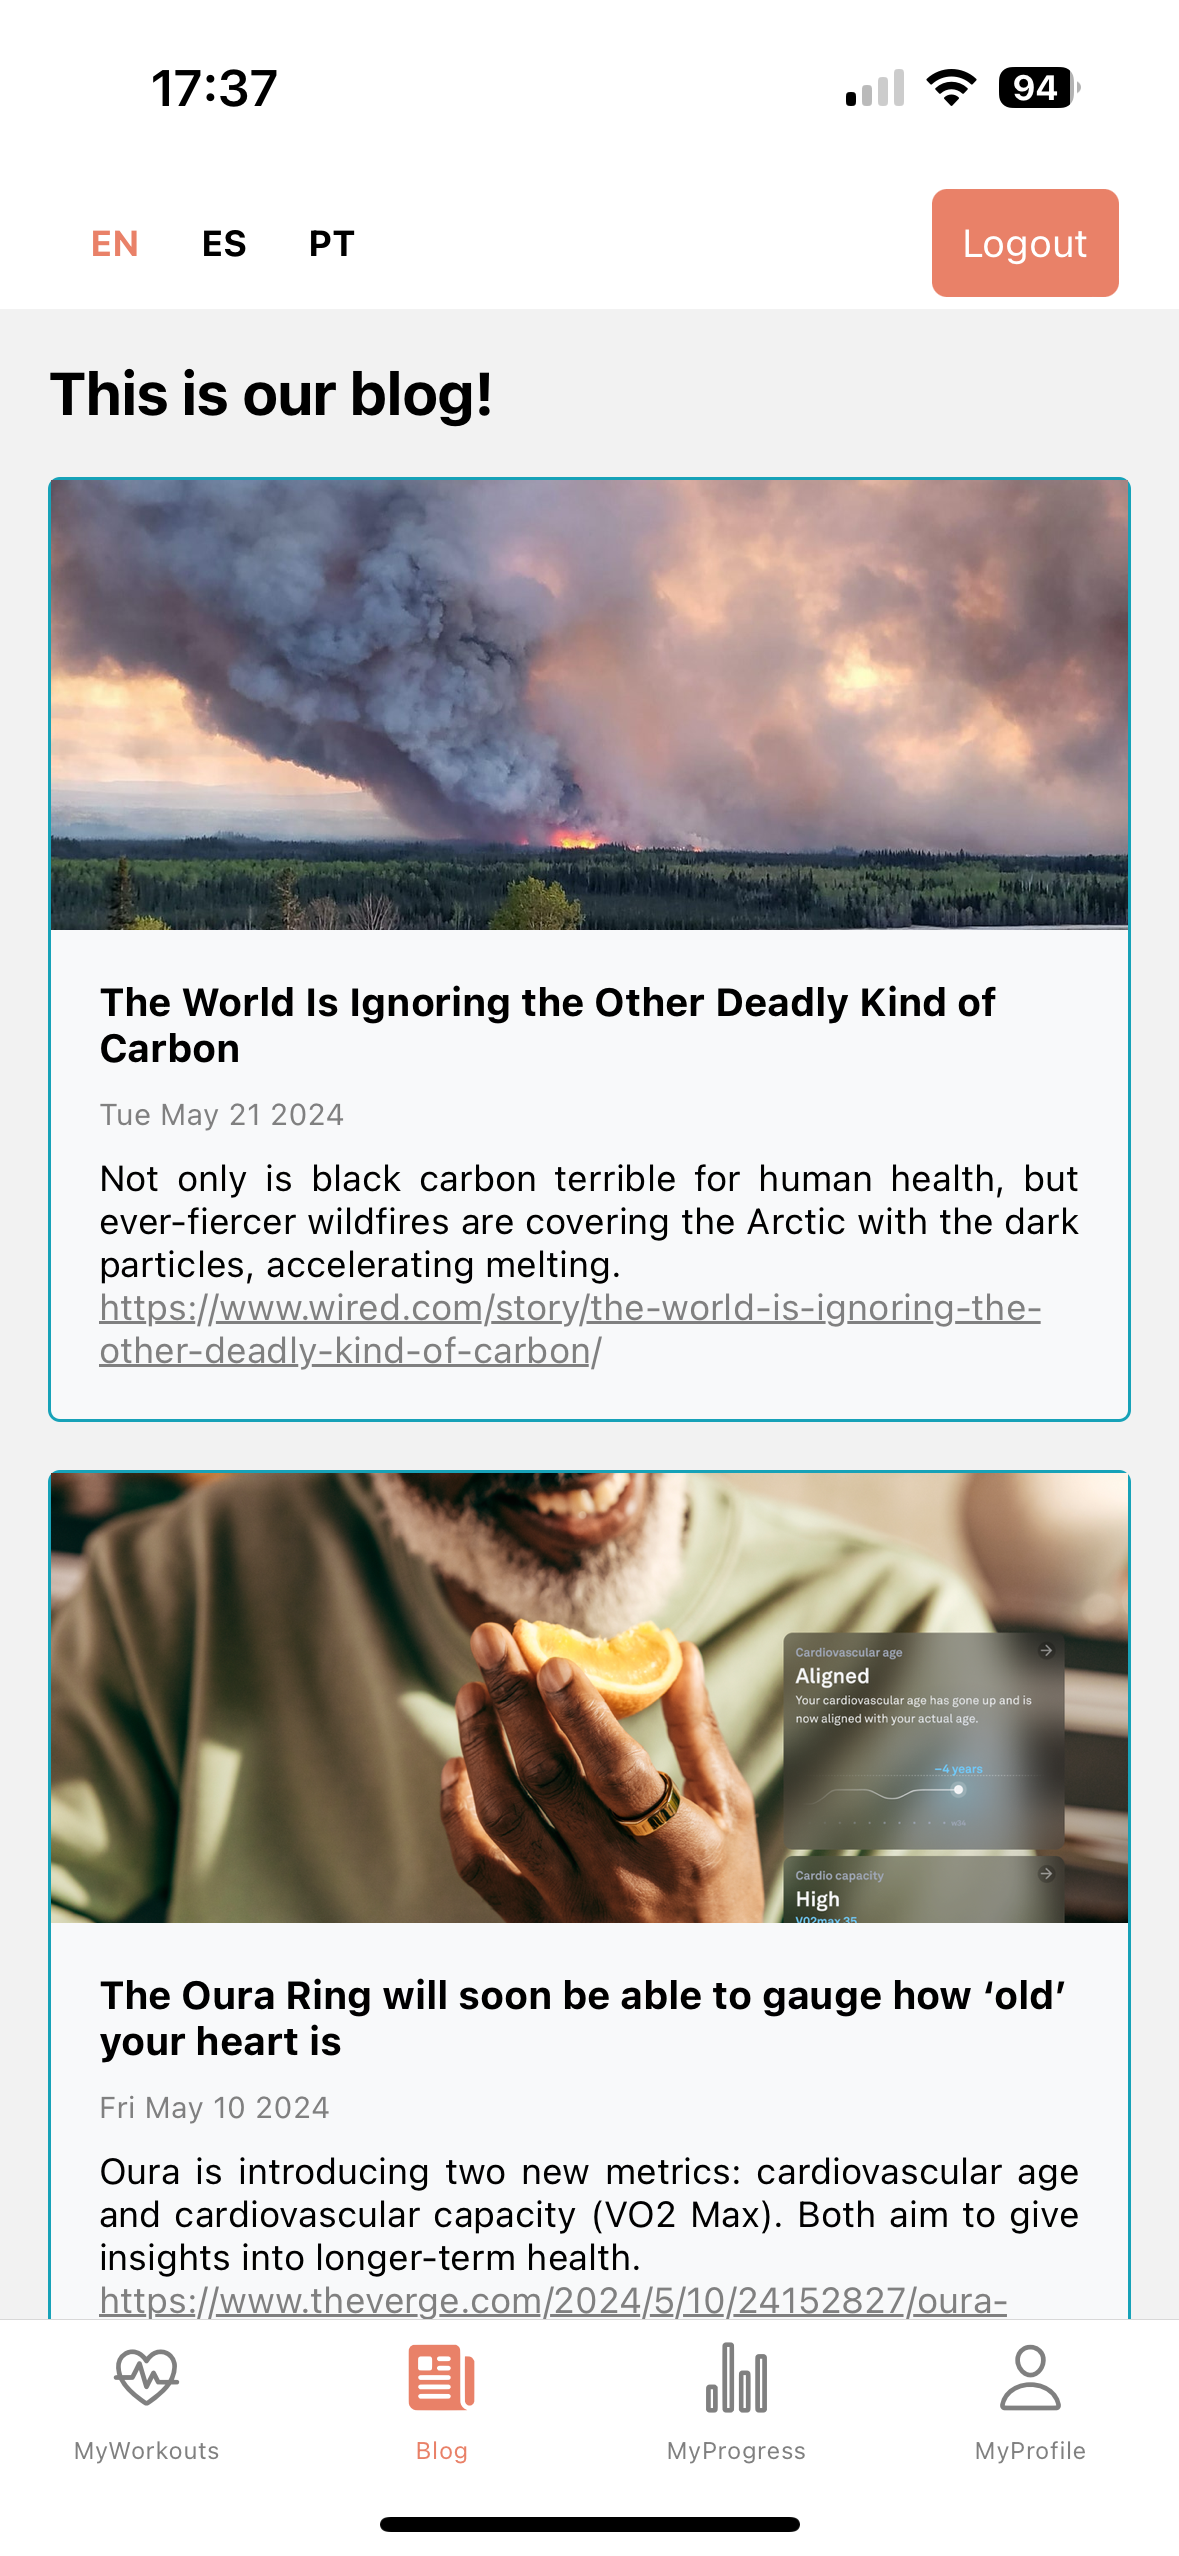 17:37
94
EN ES PT
Logout
This is our blog!
The World Is Ignoring the Other Deadly Kind of
Carbon
Tue May 21 2024
Not only is black carbon terrible for human health, but
ever-fiercer wildfires are covering the Arctic with the dark
particles, accelerating melting.
https://www.wired.com/story/the-world-is-ignoring-the-
other-deadly-kind-of-carbon/
Cardiovascular age
Aligned
Your cardiovascular age has gone up and is
now aligned with your actual age.
–4 years
Cardio capacity
High
V02max 35
The Oura Ring will soon be able to gauge how ‘old’
your heart is
Fri May 10 2024
Oura is introducing two new metrics: cardiovascular age
and cardiovascular capacity (VO2 Max). Both aim to give
insights into longer-term health.
https://www.theverge.com/2024/5/10/24152827/oura-
MyWorkouts
Blog
MyProgress
MyProfile